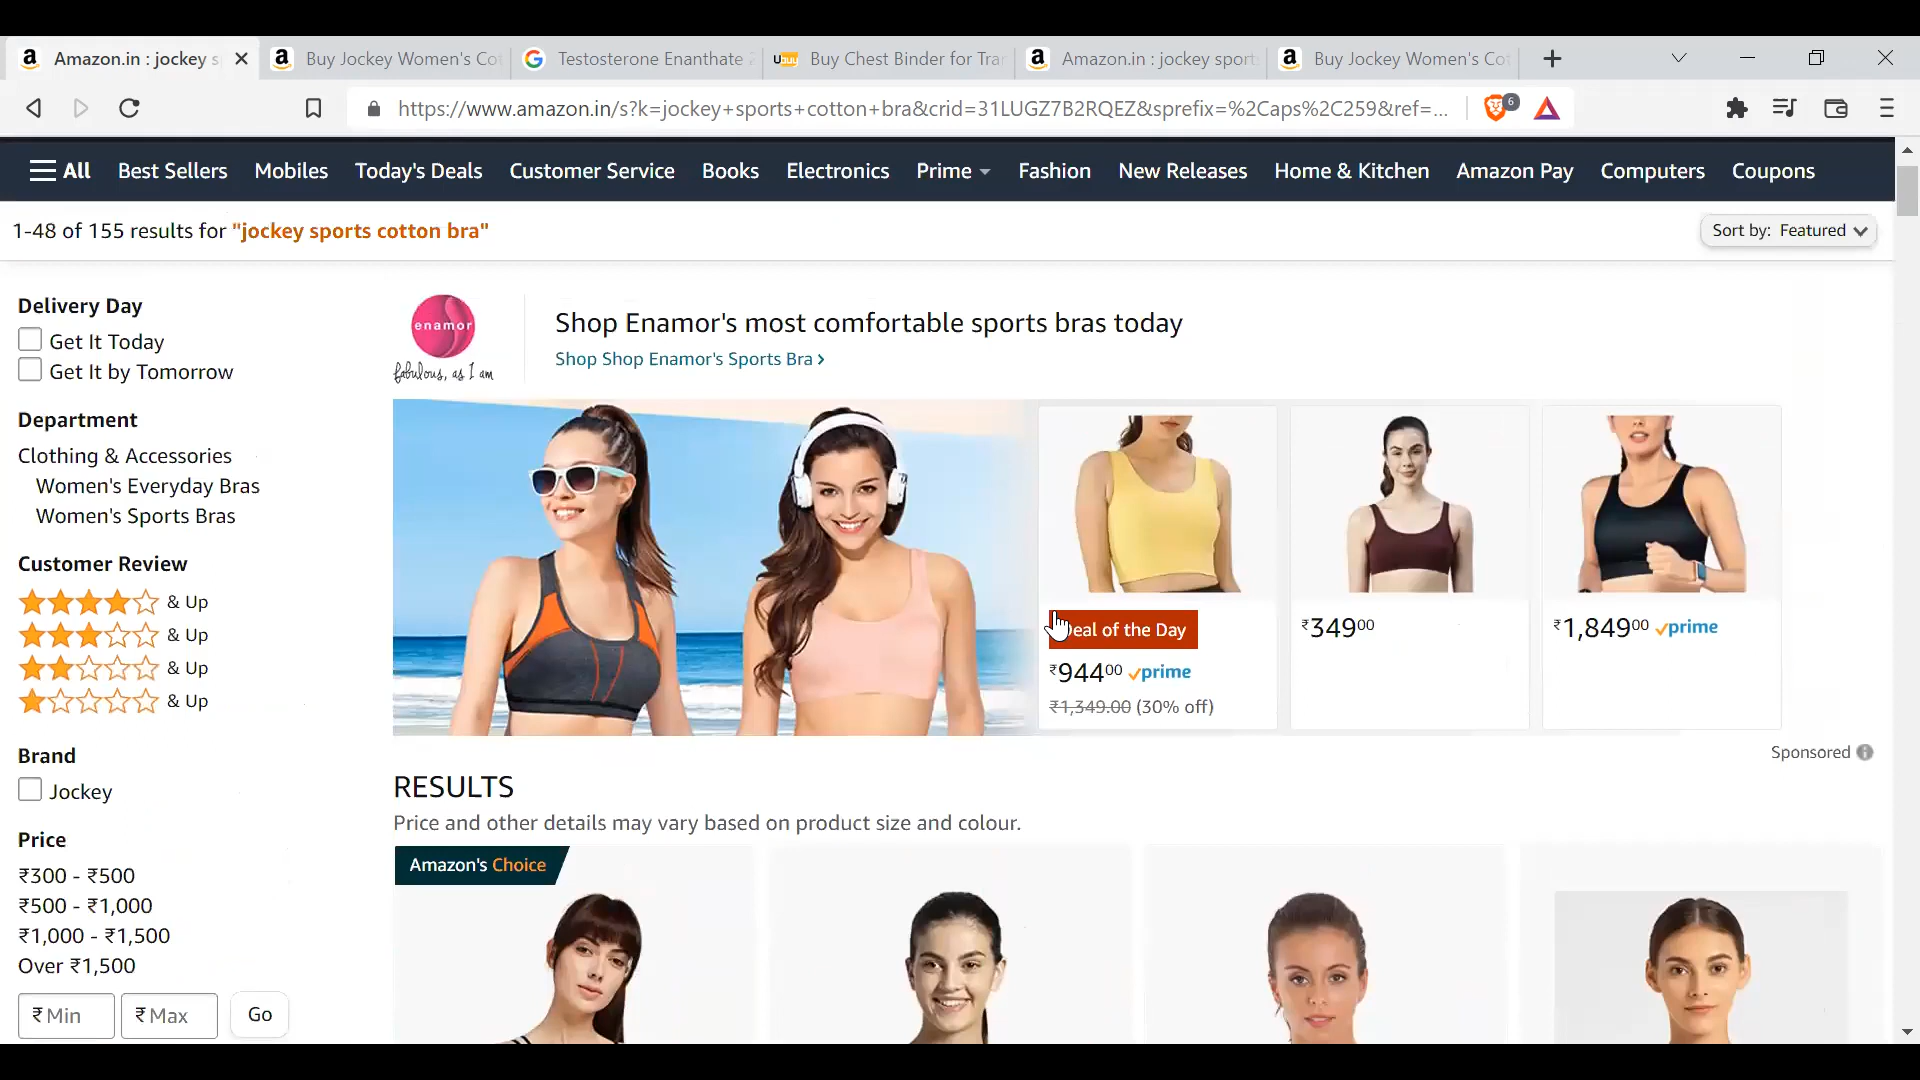 Amazon.in : jockey s
Buy Jockey Women's Cot
Testosterone Enanthate 2
Buy Chest Binder for Tran
Amazon.in : jockey sport
Buy Jockey Women's Cot
https://www.amazon.in/s?k=jockey+sports+cotton+bra&crid=31LUGZ7B2RQEZ&sprefix=%2Caps%2C259&ref=...
6
All Best Sellers Mobiles Today's Deals Customer Service Books Electronics Prime Fashion New Releases Home & Kitchen Amazon Pay Computers Coupons
1-48 of 155 results for "jockey sports cotton bra"
Sort by: Featured
Delivery Day
Get It Today
Get It by Tomorrow
Department
Clothing & Accessories
Women's Everyday Bras
Women's Sports Bras
Customer Review
& Up
& Up
& Up
& Up
Brand
Jockey
Price
₹300 - ₹500
₹500 - ₹1,000
₹1,000 - ₹1,500
Over ₹1,500
₹ Min
₹ Max
Go
enamor
fabulous, as I am
Shop Enamor's most comfortable sports bras today
Shop Shop Enamor's Sports Bra ›
Deal of the Day
₹944.00 prime
₹1,349.00 (30% off)
₹349.00
₹1,849.00 prime
Sponsored
RESULTS
Price and other details may vary based on product size and colour.
Amazon's Choice